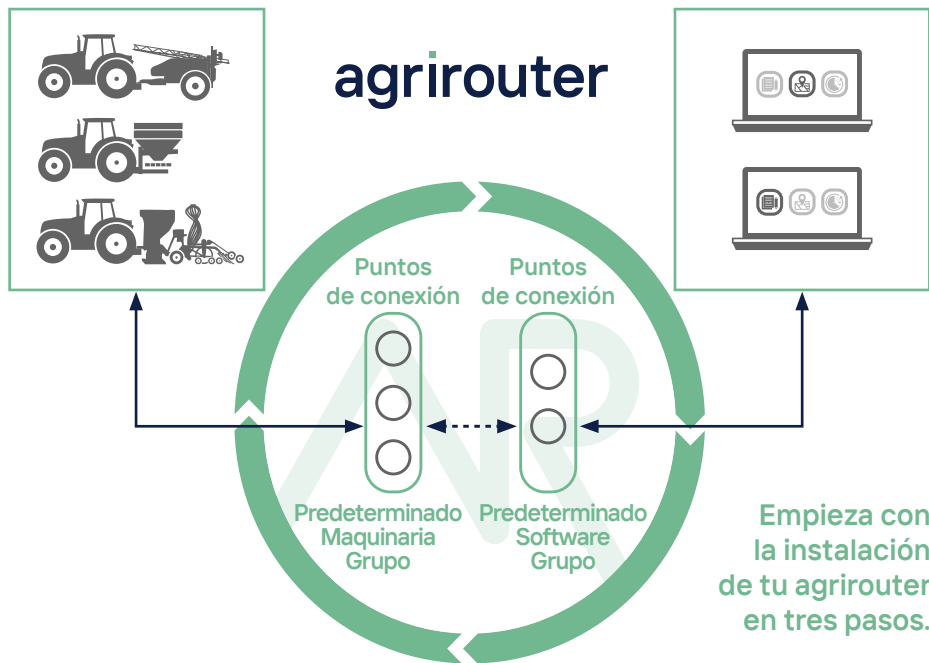 agrirouter
Puntos
de conexión
Puntos
de conexión
Predeterminado
Maquinaria
Grupo
Predeterminado
Software
Grupo
Empieza con
la instalación
de tu agrirouter
en tres pasos.